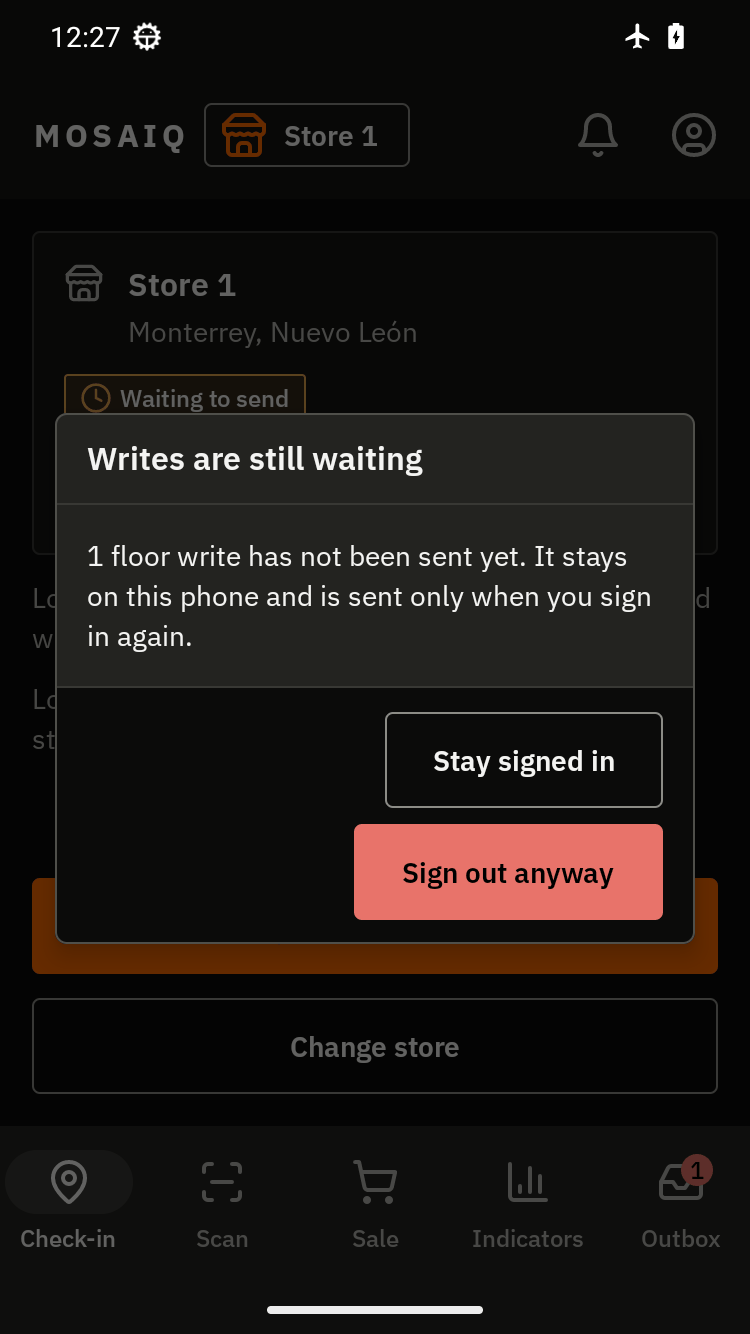 12:27
MOSAIQ
Store 1
Store 1
Monterrey, Nuevo León
Waiting to send
Writes are still waiting
1 floor write has not been sent yet. It stays
on this phone and is sent only when you sign
in again.
Stay signed in
Sign out anyway
Change store
Check-in
Scan
Sale
Indicators
1
Outbox